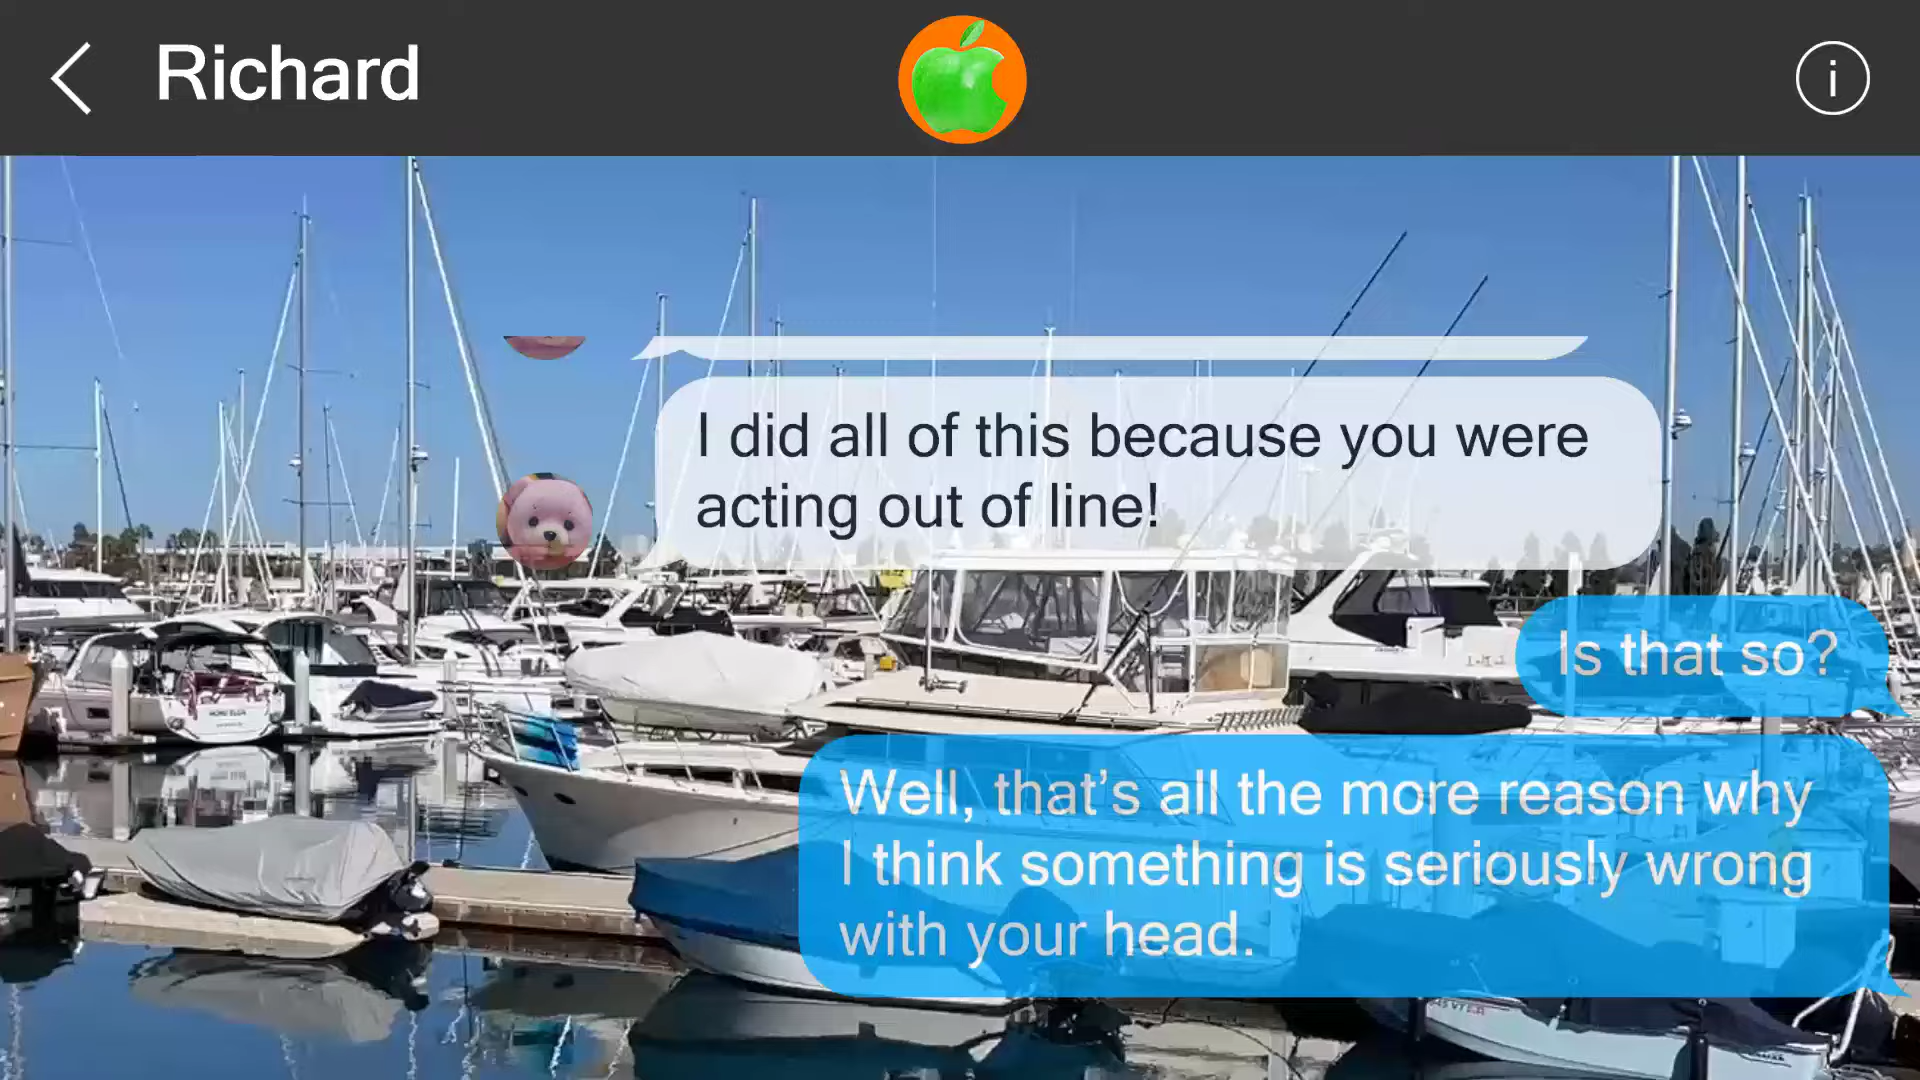 Richard
i
I did all of this because you were
acting out of line!
Is that so?
Well, that’s all the more reason why
I think something is seriously wrong
with your head.